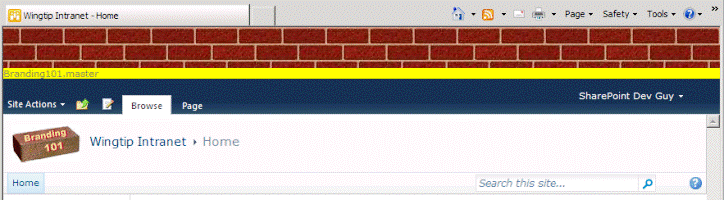 Wingtip Intranet - Home
Page Safety Tools
Branding101.master
Site Actions Browse Page SharePoint Dev Guy
Branding
101
Wingtip Intranet Home
Home Search this site...